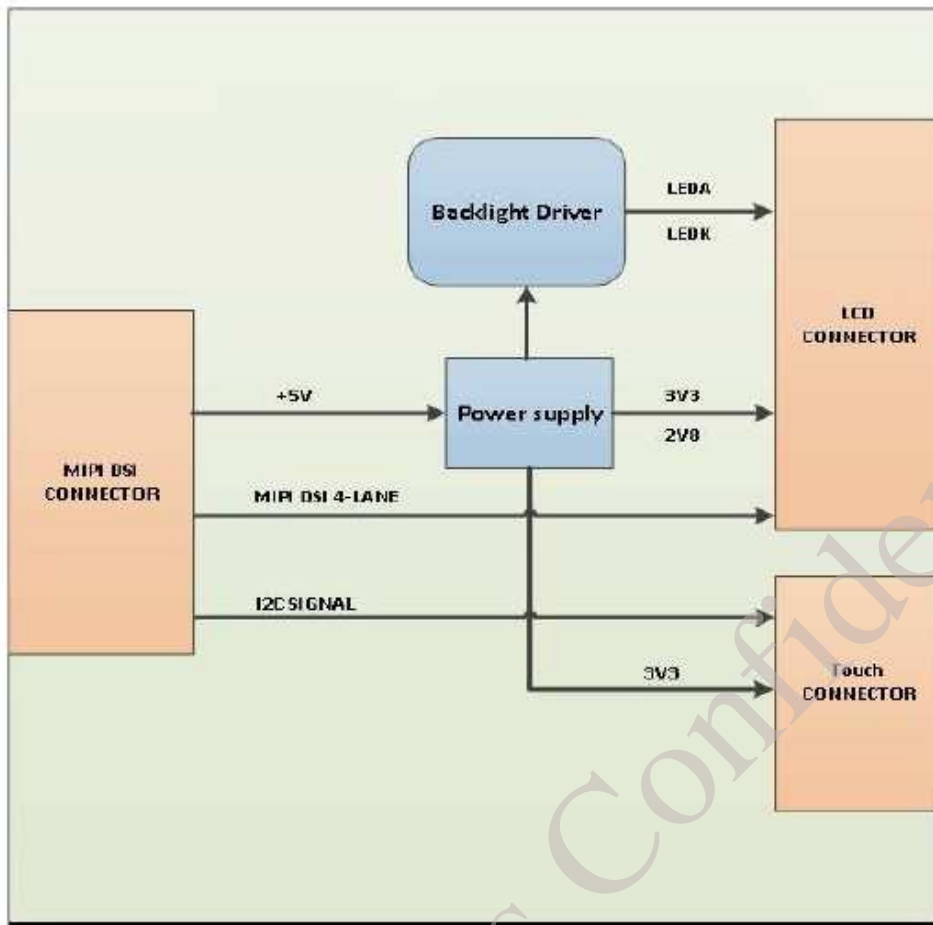 LEDA
Backlight Driver
LEDK
LCD
CONNECTOR
+5V
3V3
Power supply
2V8
MIPI DSI
CONNECTOR
MIPI DSI 4-LANE
I2C SIGNAL
3V3
Touch
CONNECTOR